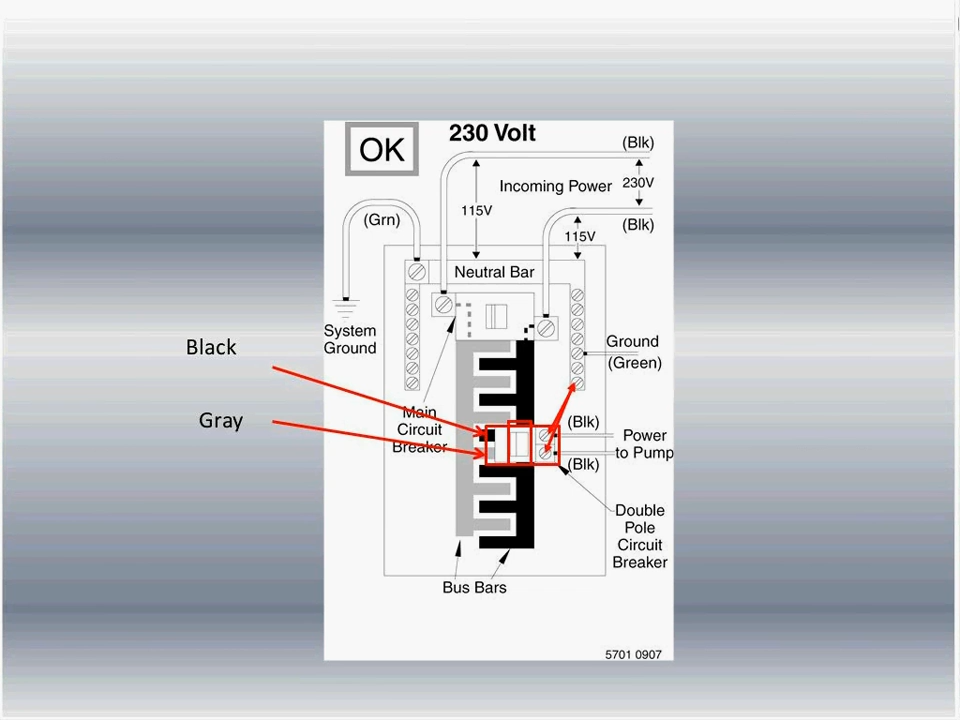 230 Volt
OK
(Blk)
Incoming Power
230V
115V
(Grn)
(Blk)
115V
Neutral Bar
System
Ground
Ground
(Green)
Black
Gray
Main
Circuit
Breaker
(Blk)
Power
to Pump
(Blk)
Double
Pole
Circuit
Breaker
Bus Bars
5701 0907